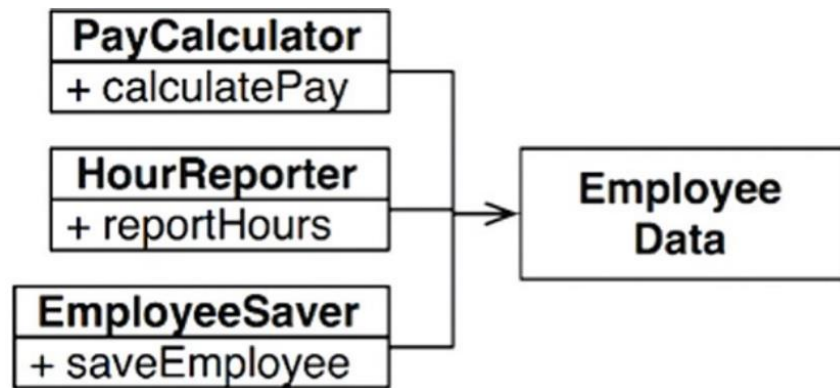 PayCalculator
+ calculatePay
HourReporter
+ reportHours
EmployeeSaver
+ saveEmployee
Employee
Data